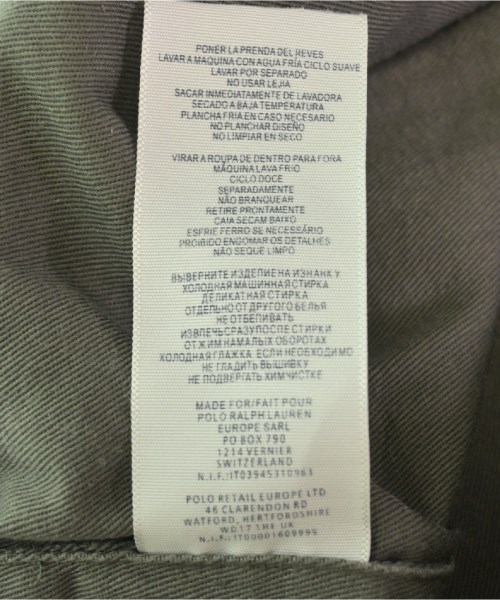 PONER LA PRENDA DEL REVES
LAVAR A MAQUINA CON AGUA FRÍA CICLO SUAVE
LAVAR POR SEPARADO
NO USAR LEJIA
SACAR INMEDIATAMENTE DE LAVADORA
SECADO A BAJA TEMPERATURA
PLANCHA FRIA EN CASO NECESARIO
NO PLANCHAR DISEÑO
NO LIMPIAR EN SECO
VIRAR A ROUPA DE DENTRO PARA FORA
MÁQUINA LAVA FRIO
CICLO DOCE
SEPARADAMENTE
NÃO BRANQUEAR
RETIRE PRONTAMENTE
CAIA SECAM BAIXO
ESFRIE FERRO SE NECESSÁRIO
PROIBIDO ENGOMAR OS DETALHES
NÃO SEQUE LIMPO
ВЫВЕРНИТЕ ИЗДЕЛИЕ НА ИЗНАНКУ
ХОЛОДНАЯ МАШИННАЯ СТИРКА
ДЕЛИКАТНАЯ СТИРКА
ОТДЕЛЬНО ОТ ДРУГОГО БЕЛЬЯ
НЕ ОТБЕЛИВАТЬ
ИЗВЛЕЧЬ СРАЗУ ПОСЛЕ СТИРКИ
ОТЖИМ НА МАЛЫХ ОБОРОТАХ
ХОЛОДНАЯ ГЛАЖКА, ЕСЛИ НЕОБХОДИМО
НЕ ГЛАДИТЬ ВЫШИВКУ
НЕ ПОДВЕРГАТЬ ХИМЧИСТКЕ
MADE FOR/FAIT POUR
POLO RALPH LAUREN
EUROPE SARL
PO BOX 790
1214 VERNIER
SWITZERLAND
N.I.F.:IT03945310963
POLO RETAIL EUROPE LTD
46 CLARENDON RD
WATFORD, HERTFORDSHIRE
WD17 1HE UK
N.I.F.:IT00001609999